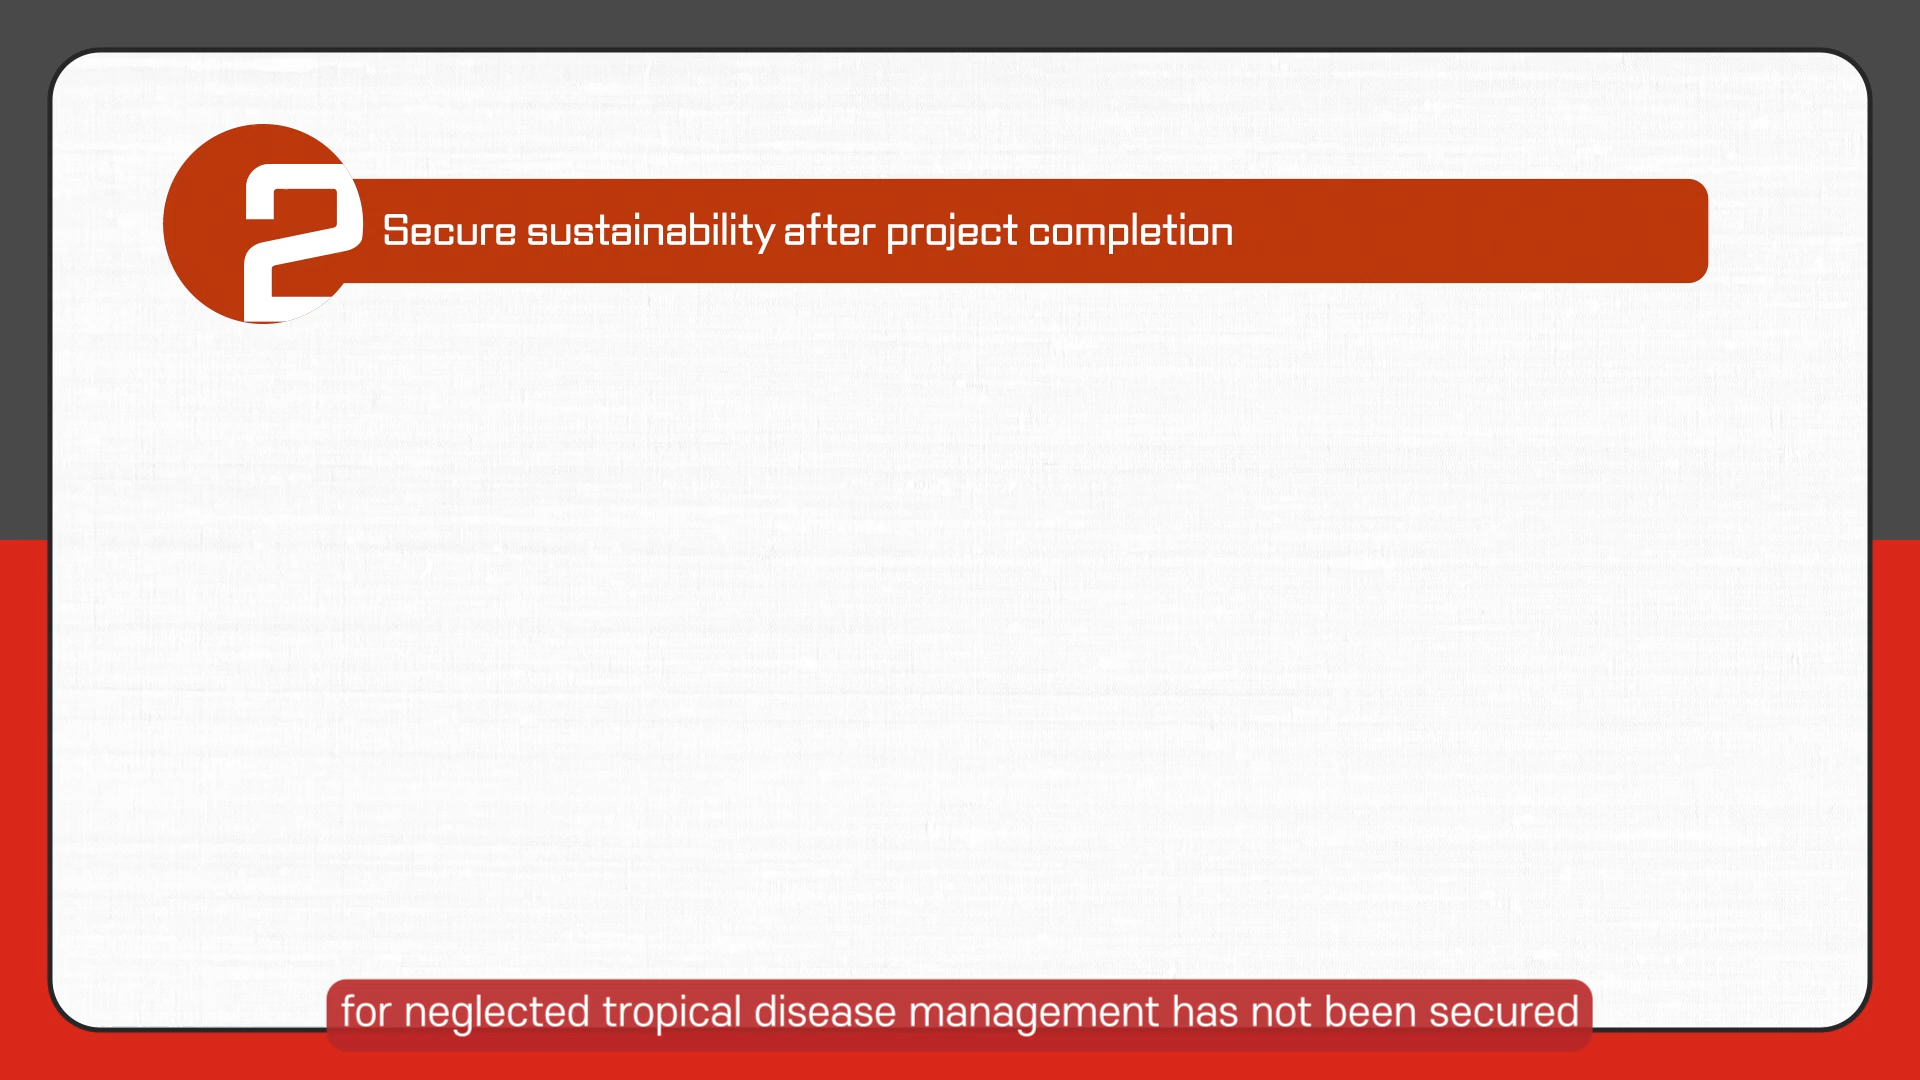 2
Secure sustainability after project completion
for neglected tropical disease management has not been secured